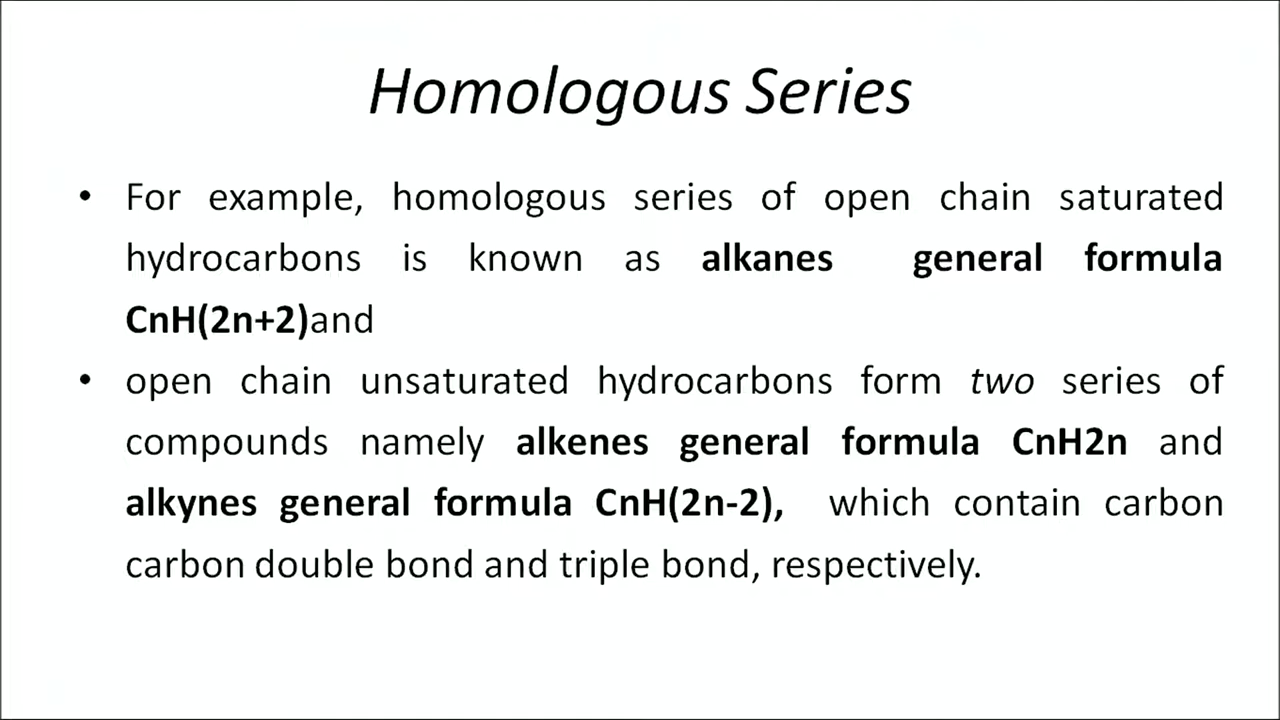 Homologous Series
• For example, homologous series of open chain saturated
hydrocarbons is known as alkanes general formula
CnH(2n+2)and
• open chain unsaturated hydrocarbons form two series of
compounds namely alkenes general formula CnH2n and
alkynes general formula CnH(2n-2), which contain carbon
carbon double bond and triple bond, respectively.